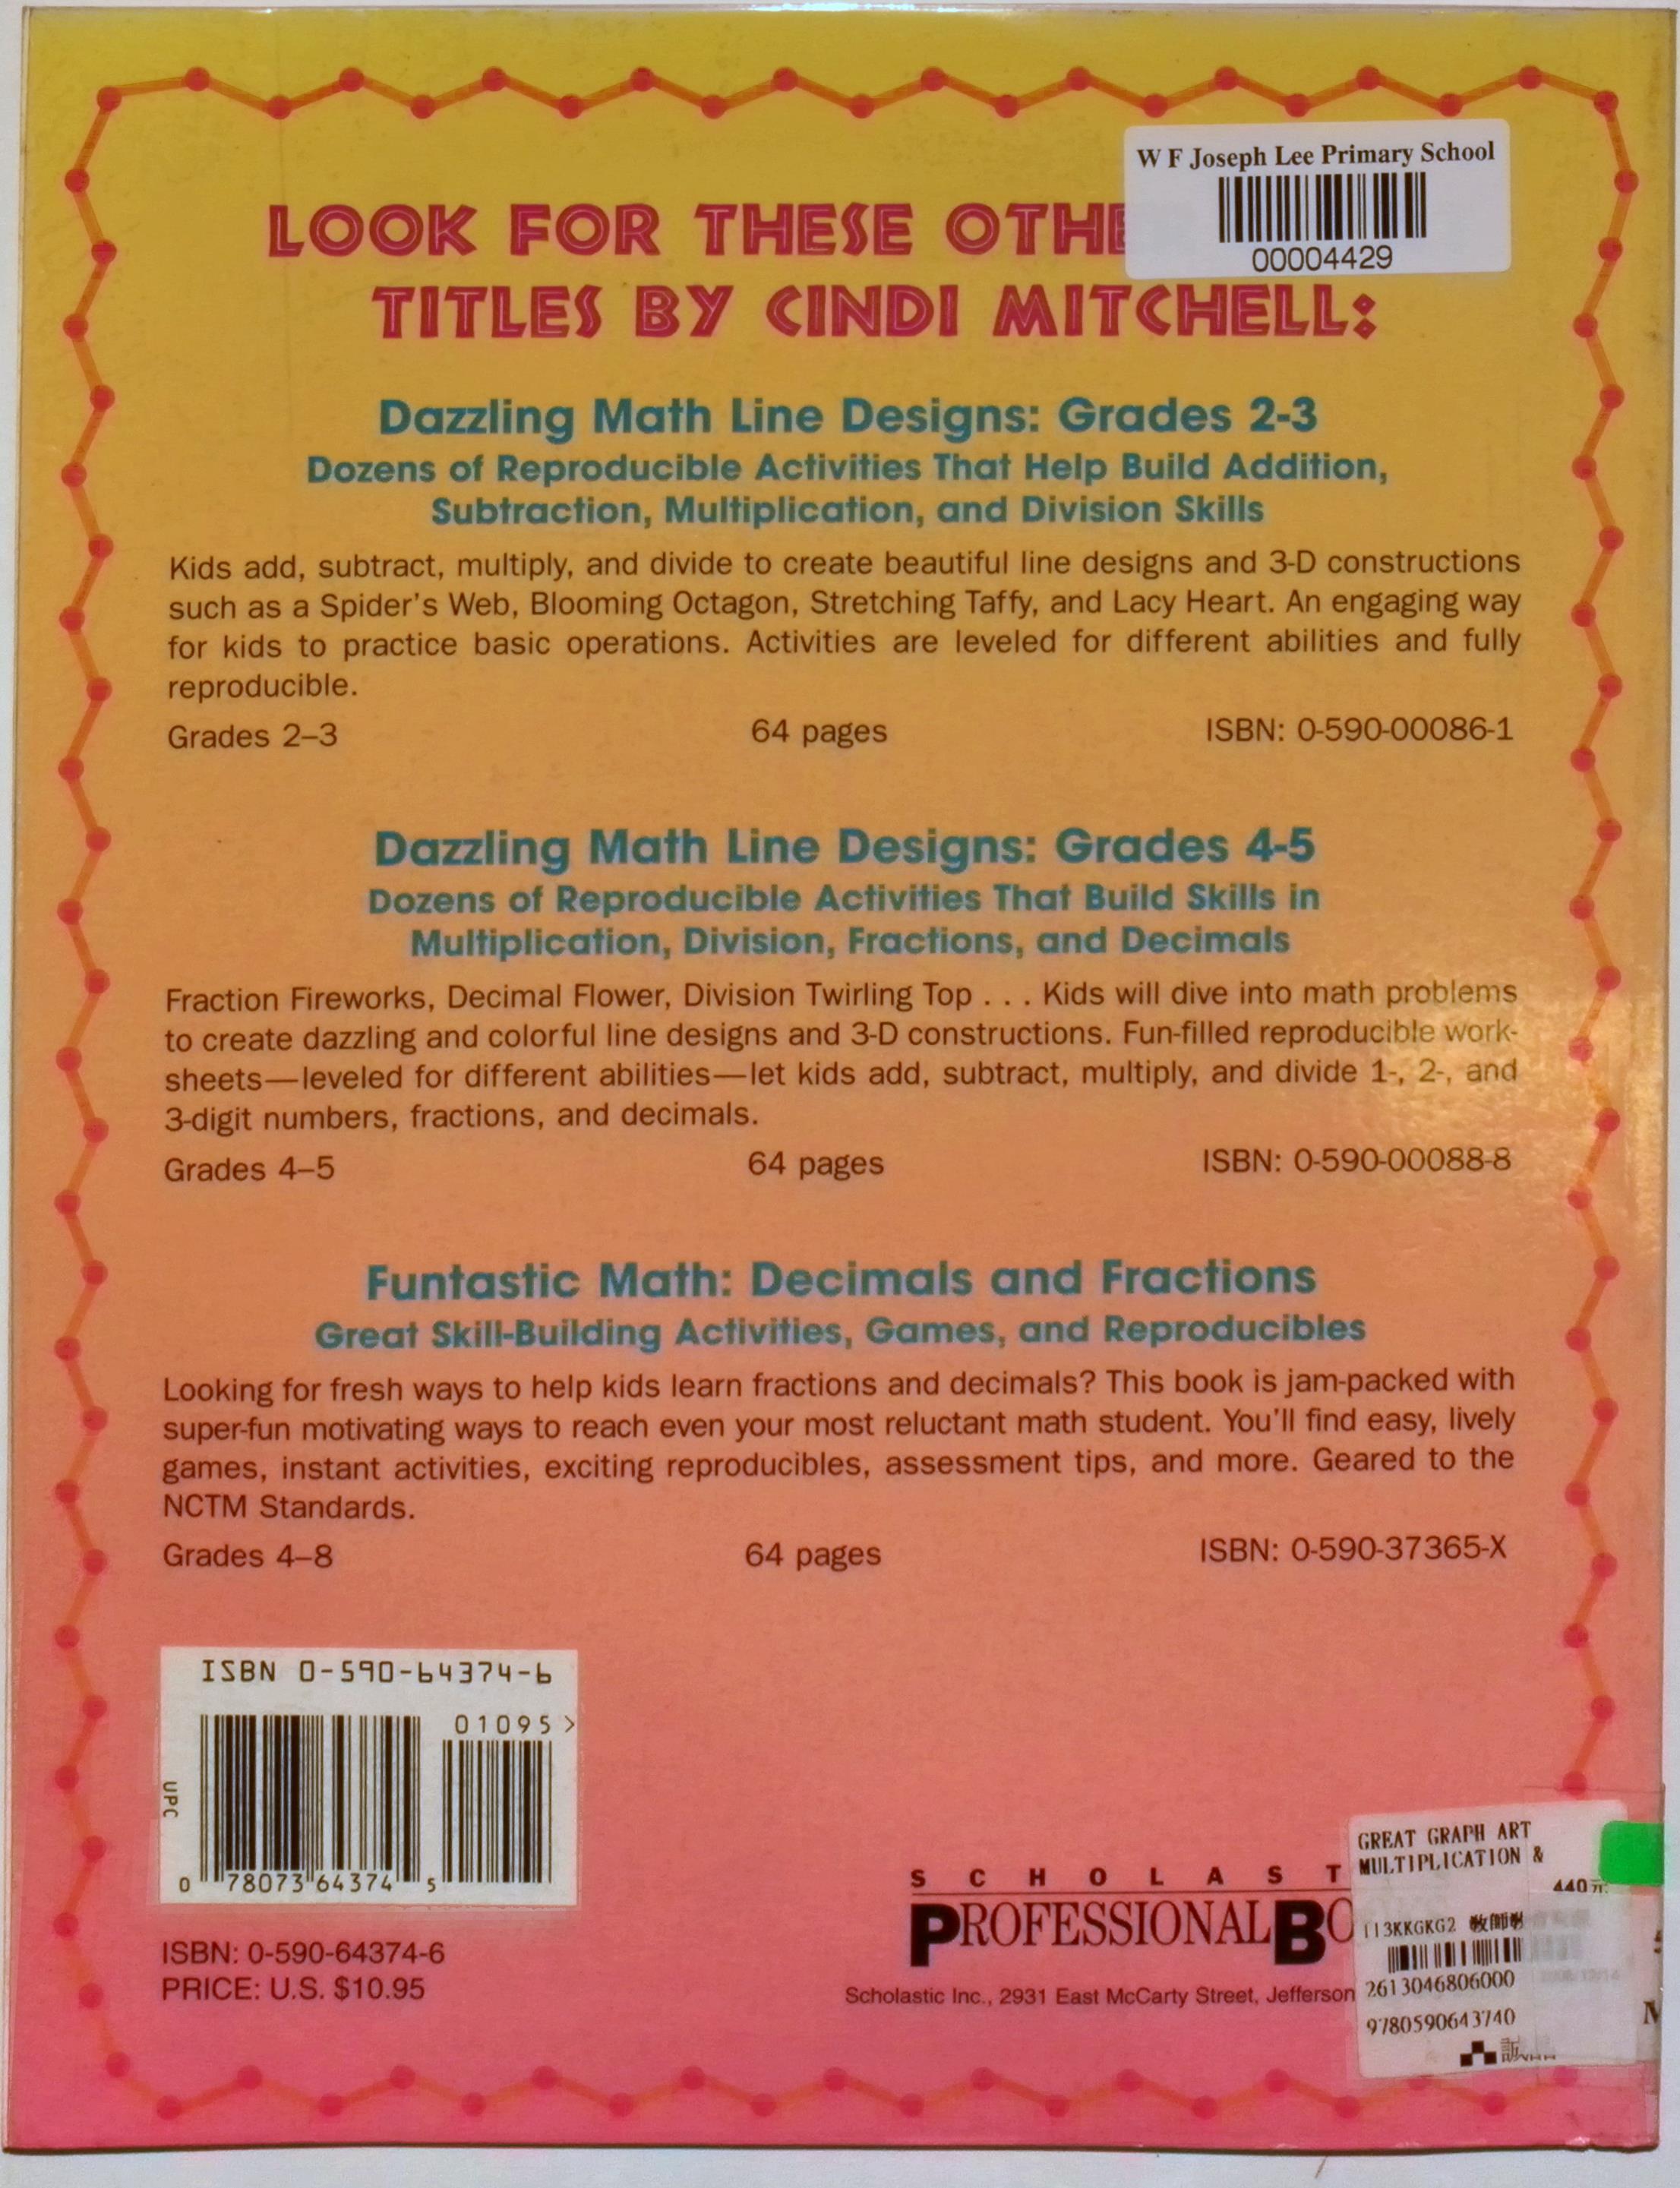 W F Joseph Lee Primary School
00004429
LOOK FOR THESE OTHE
TITLES BY CINDI MITCHELL:
Dazzling Math Line Designs: Grades 2-3
Dozens of Reproducible Activities That Help Build Addition,
Subtraction, Multiplication, and Division Skills
Kids add, subtract, multiply, and divide to create beautiful line designs and 3-D constructions
such as a Spider's Web, Blooming Octagon, Stretching Taffy, and Lacy Heart. An engaging way
for kids to practice basic operations. Activities are leveled for different abilities and fully
reproducible.
Grades 2–3 64 pages ISBN: 0-590-00086-1
Dazzling Math Line Designs: Grades 4-5
Dozens of Reproducible Activities That Build Skills in
Multiplication, Division, Fractions, and Decimals
Fraction Fireworks, Decimal Flower, Division Twirling Top . . . Kids will dive into math problems
to create dazzling and colorful line designs and 3-D constructions. Fun-filled reproducible work-
sheets—leveled for different abilities—let kids add, subtract, multiply, and divide 1-, 2-, and
3-digit numbers, fractions, and decimals.
Grades 4–5 64 pages ISBN: 0-590-00088-8
Funtastic Math: Decimals and Fractions
Great Skill-Building Activities, Games, and Reproducibles
Looking for fresh ways to help kids learn fractions and decimals? This book is jam-packed with
super-fun motivating ways to reach even your most reluctant math student. You'll find easy, lively
games, instant activities, exciting reproducibles, assessment tips, and more. Geared to the
NCTM Standards.
Grades 4–8 64 pages ISBN: 0-590-37365-X
ISBN 0-590-64374-6
01095 >
UPC
0 78073 64374 5
ISBN: 0-590-64374-6
PRICE: U.S. $10.95
SCHOLAST
PROFESSIONALBO
Scholastic Inc., 2931 East McCarty Street, Jefferson
GREAT GRAPH ART
MULTIPLICATION &
440元
113KKGKG2
2613046806000
9780590643740